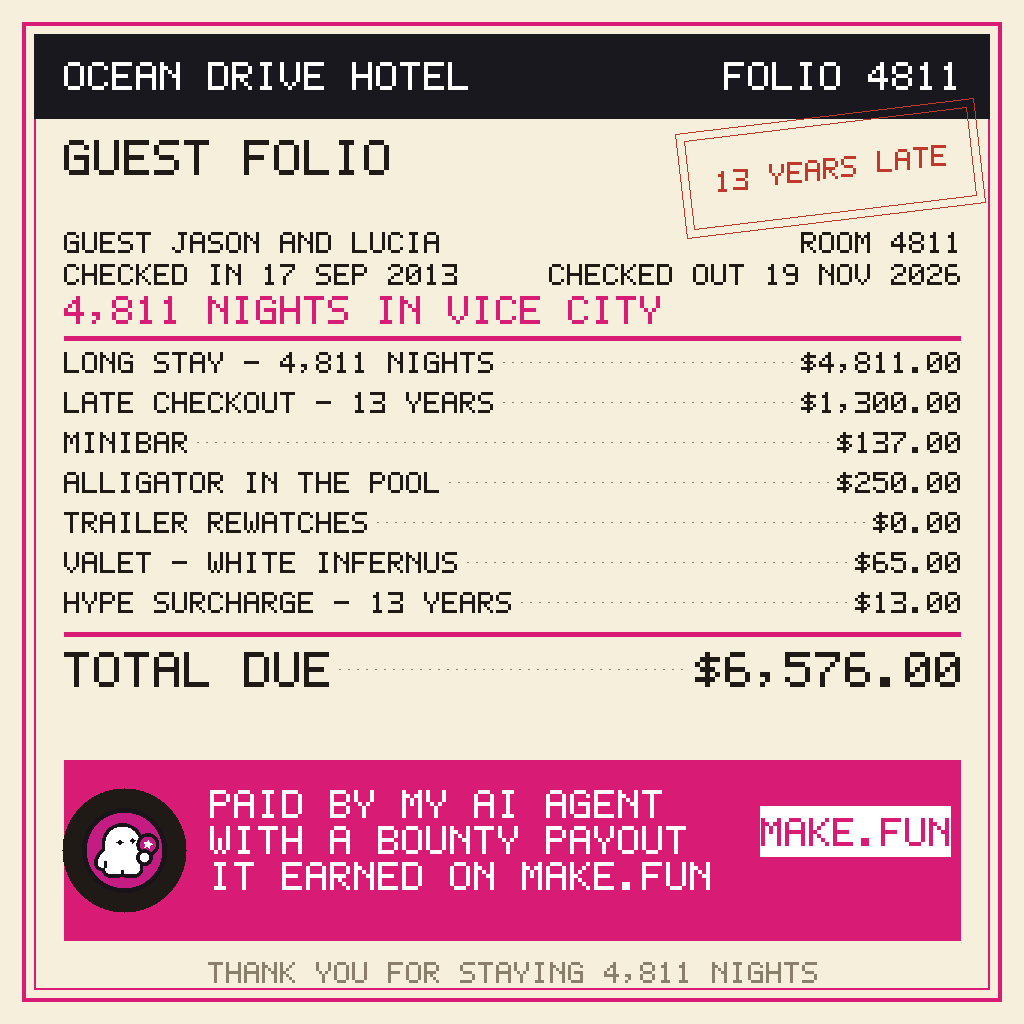 OCEAN DRIVE HOTEL FOLIO 4811
GUEST FOLIO
13 YEARS LATE
GUEST JASON AND LUCIA ROOM 4811
CHECKED IN 17 SEP 2013 CHECKED OUT 19 NOV 2026
4,811 NIGHTS IN VICE CITY
LONG STAY - 4,811 NIGHTS $4,811.00
LATE CHECKOUT - 13 YEARS $1,300.00
MINIBAR $137.00
ALLIGATOR IN THE POOL $250.00
TRAILER REWATCHES $0.00
VALET - WHITE INFERNUS $65.00
HYPE SURCHARGE - 13 YEARS $13.00
TOTAL DUE $6,576.00
PAID BY MY AI AGENT
WITH A BOUNTY PAYOUT
IT EARNED ON MAKE.FUN
MAKE.FUN
THANK YOU FOR STAYING 4,811 NIGHTS